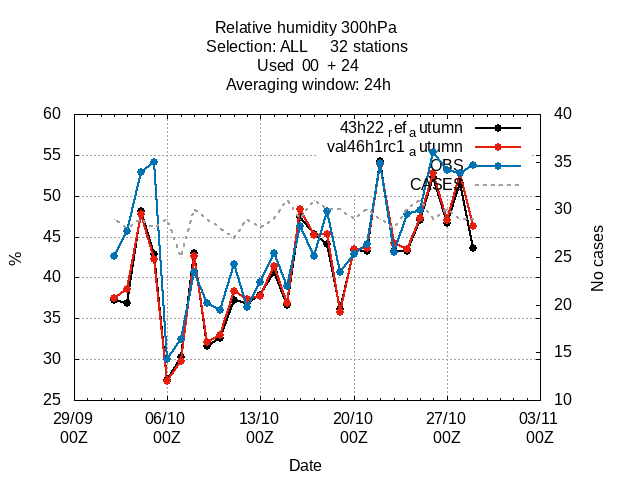 Relative humidity 300hPa
Selection: ALL     32 stations
Used  00  + 24
Averaging window: 24h
60
55
50
45
40
35
30
25
40
35
30
25
20
15
10
%
No cases
43h22_ref_autumn
val46h1rc1_autumn
OBS
CASES
29/09 00Z
06/10 00Z
13/10 00Z
20/10 00Z
27/10 00Z
03/11 00Z
Date